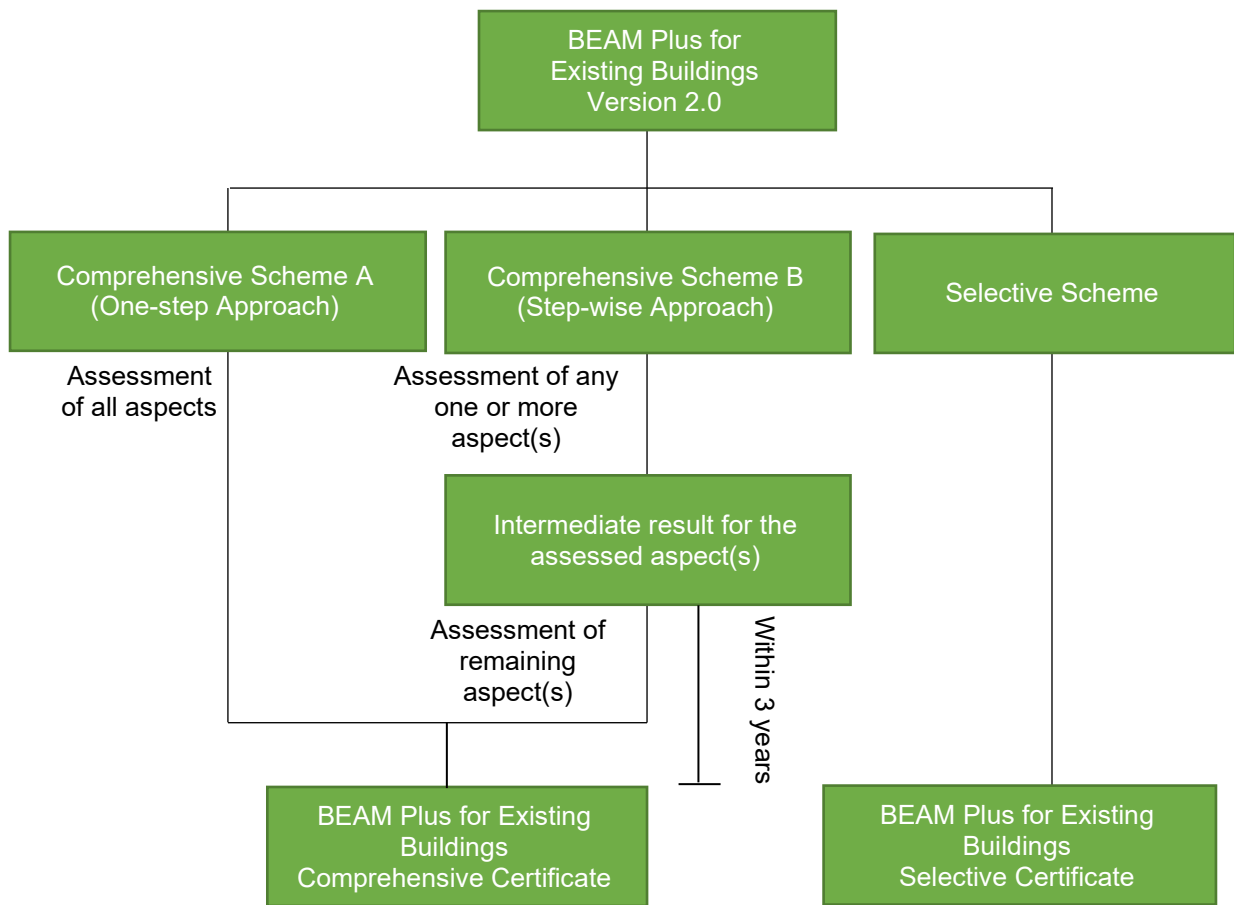 BEAM Plus for
Existing Buildings
Version 2.0
Comprehensive Scheme A
(One-step Approach)
Comprehensive Scheme B
(Step-wise Approach)
Selective Scheme
Assessment
of all aspects
Assessment of any
one or more
aspect(s)
Intermediate result for the
assessed aspect(s)
Assessment of
remaining
aspect(s)
Within 3 years
BEAM Plus for Existing
Buildings
Comprehensive Certificate
BEAM Plus for Existing
Buildings
Selective Certificate